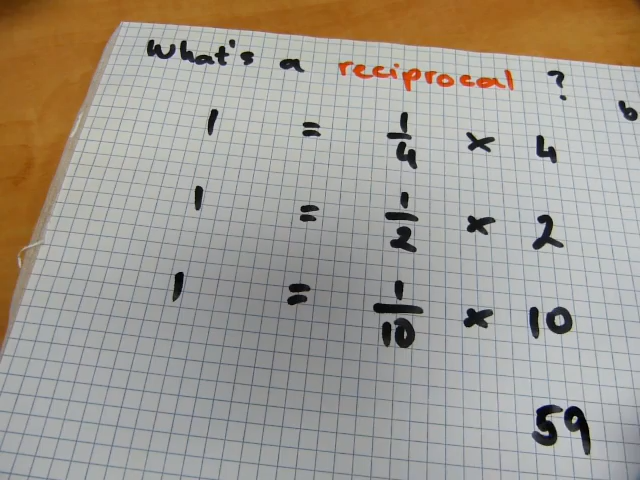 What's a reciprocal ?
b
1 = 1/4 × 4
1 = 1/2 × 2
1 = 1/10 × 10
59